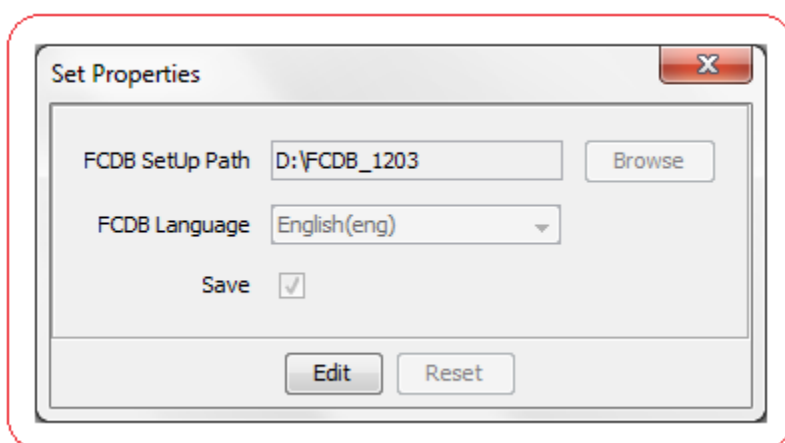 Set Properties
FCDB SetUp Path D:\FCDB_1203 Browse
FCDB Language English(eng)
Save
Edit Reset